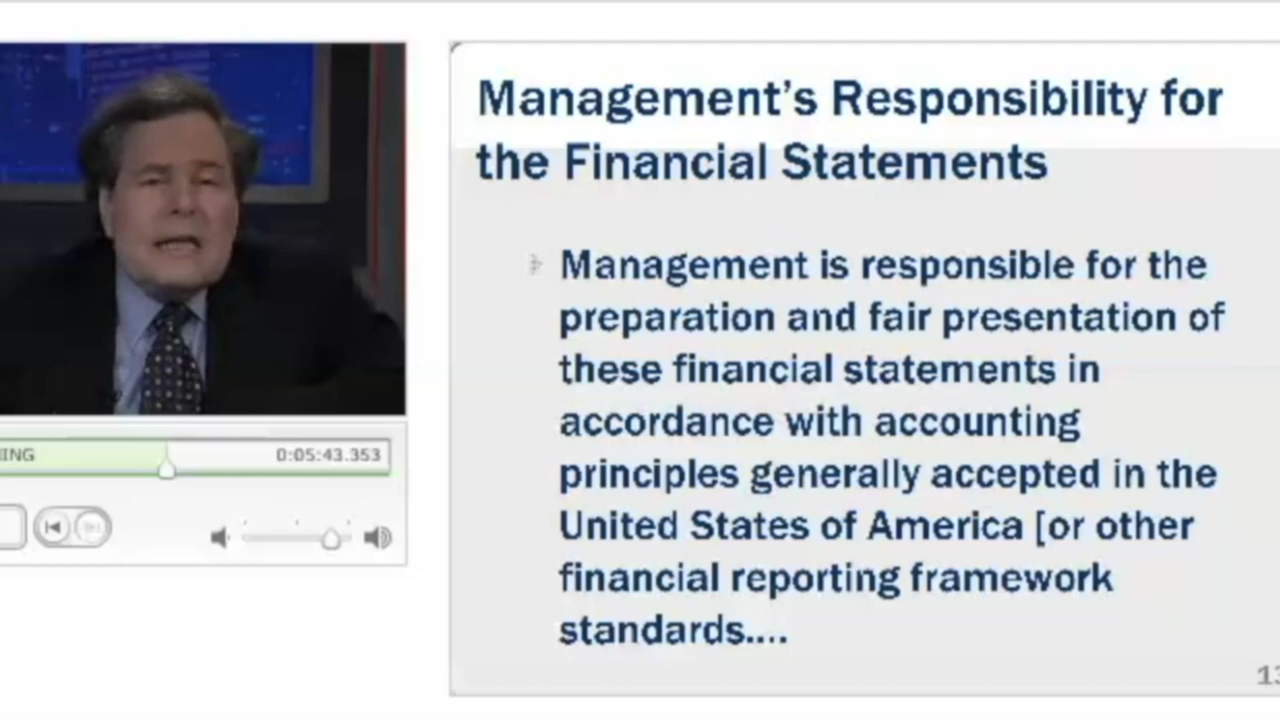 Management's Responsibility for
the Financial Statements
Management is responsible for the
preparation and fair presentation of
these financial statements in
accordance with accounting
principles generally accepted in the
United States of America [or other
financial reporting framework
standards....
ING
0:05:43.353
13